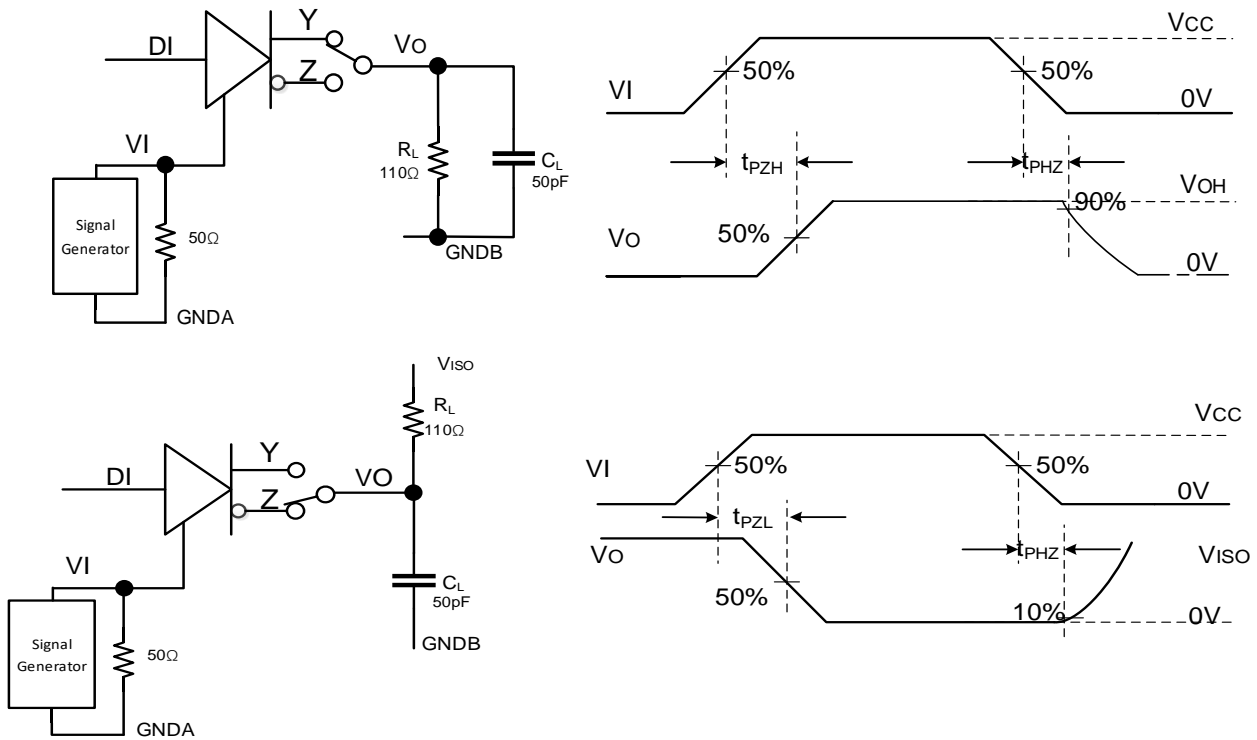 Y
DI
Z
VO
VI
RL
110Ω
CL
50pF
Signal
Generator
50Ω
GNDB
GNDA
VCC
50%
50%
VI
0V
tPZH
tPHZ
VOH
90%
50%
VO
0V
VISO
RL
110Ω
Y
DI
Z
VO
VI
CL
50pF
Signal
Generator
50Ω
GNDB
GNDA
VCC
VI
50%
50%
0V
tPZL
VO
tPHZ
VISO
50%
10%
0V